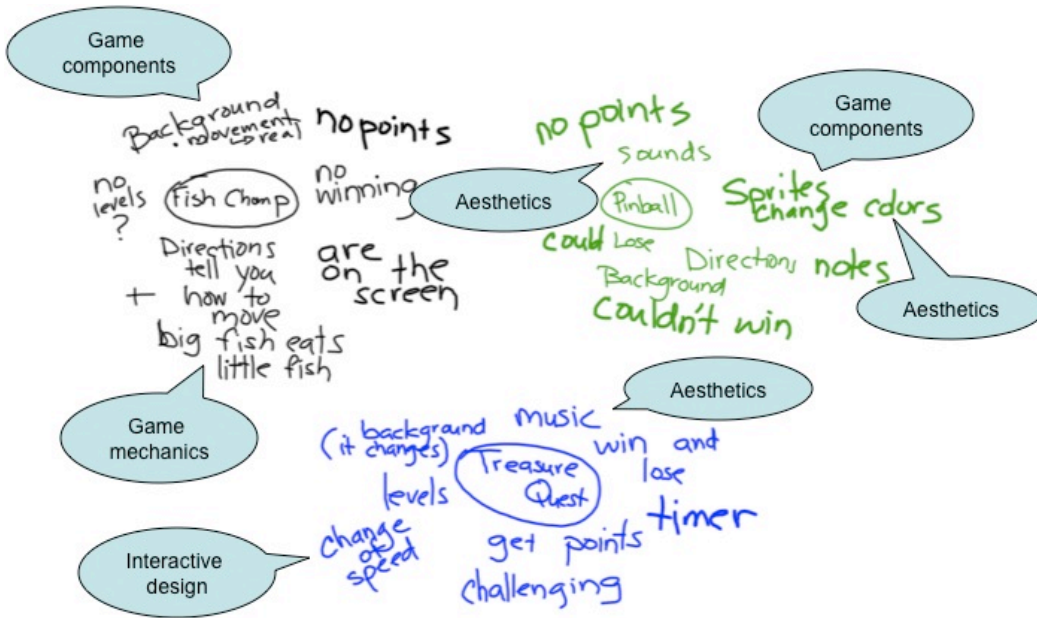 Game
components
Background
• movement → real
no points
no
levels
?
Fish Chomp
no
winning
Directions
tell you
+ how to
move
are
on the
screen
big fish eats
little fish
Game
mechanics
no points
sounds
Aesthetics
Pinball
Game
components
Sprites
change colours
could Lose
Directions notes
Background
couldn't win
Aesthetics
Aesthetics
background
(it changes)
music
win and
lose
Treasure
Quest
levels
timer
change
of
speed
get points
challenging
Interactive
design